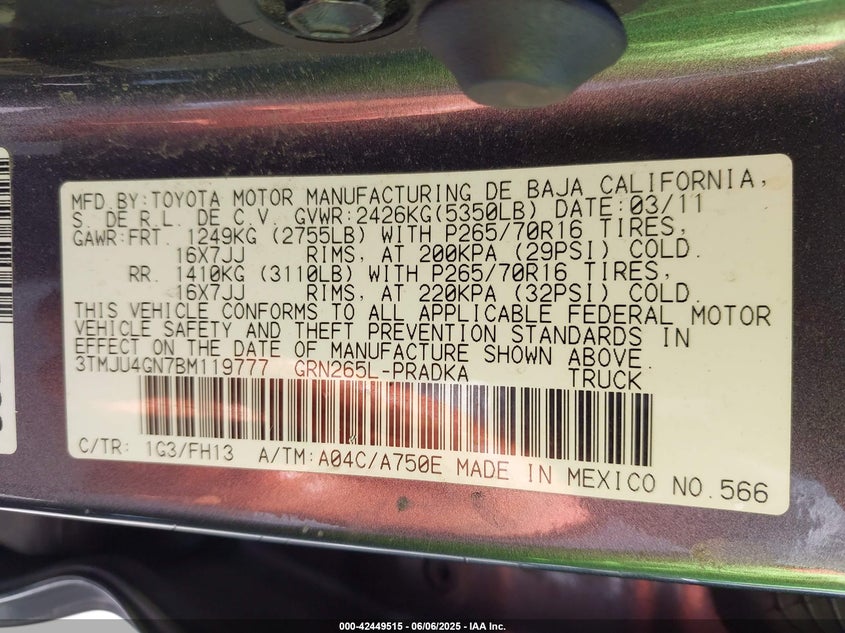 MFD.BY:TOYOTA MOTOR MANUFACTURING DE BAJA CALIFORNIA,
S. DE R.L. DE C.V. GVWR:2426KG(5350LB) DATE:03/11
GAWR:FRT. 1249KG (2755LB) WITH P265/70R16 TIRES,
16X7JJ RIMS, AT 200KPA (29PSI) COLD.
RR. 1410KG (3110LB) WITH P265/70R16 TIRES,
16X7JJ RIMS, AT 220KPA (32PSI) COLD.
THIS VEHICLE CONFORMS TO ALL APPLICABLE FEDERAL MOTOR
VEHICLE SAFETY AND THEFT PREVENTION STANDARDS IN
EFFECT ON THE DATE OF MANUFACTURE SHOWN ABOVE.
3TMJU4GN7BM119777 GRN265L-PRADKA TRUCK
C/TR: 1G3/FH13 A/TM:A04C/A750E MADE IN MEXICO NO.566
000-42449515 | 06/06/2025 - IAA Inc.